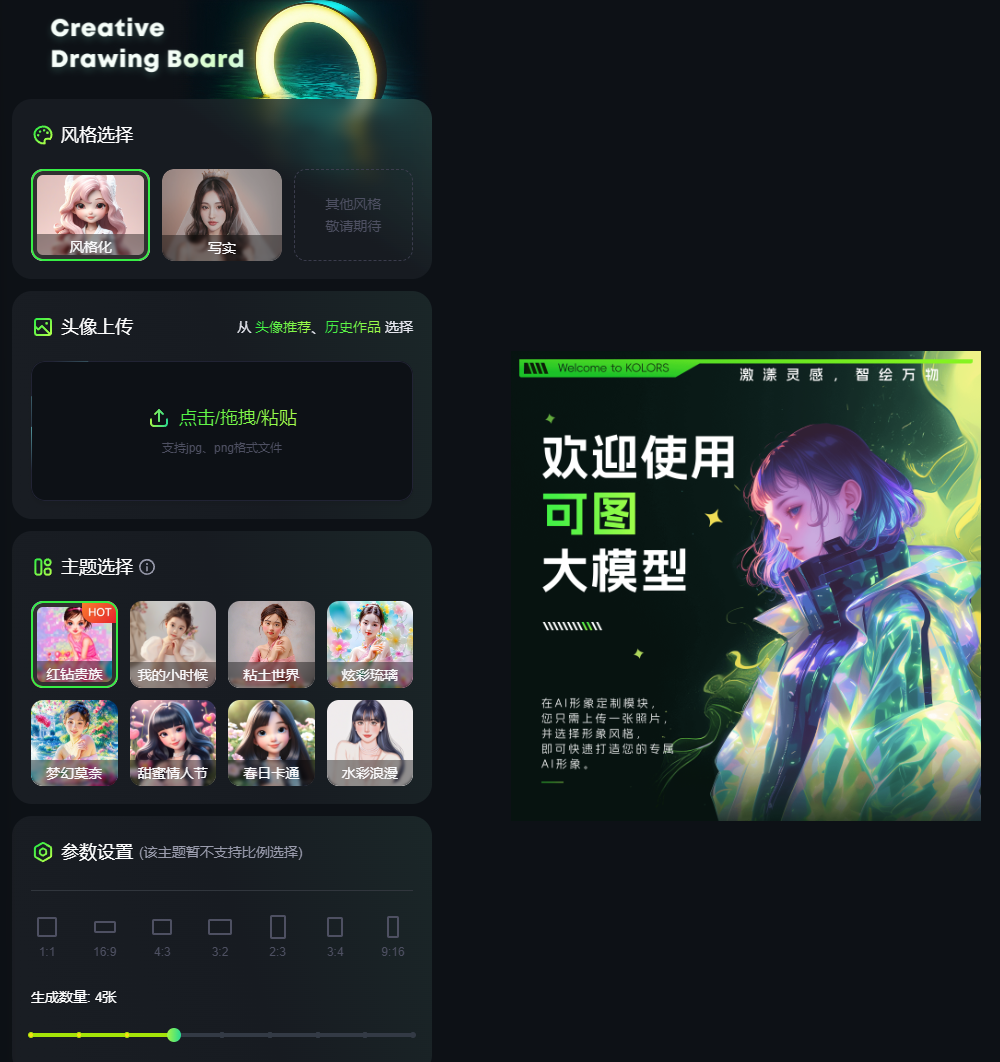 Creative
Drawing Board
风格选择
风格化
写实
其他风格
敬请期待
头像上传
从 头像推荐、历史作品 选择
点击/拖拽/粘贴
支持jpg、png格式文件
主题选择
HOT
红钻贵族
我的小时候
粘土世界
炫彩琉璃
梦幻莫奈
甜蜜情人节
春日卡通
水彩浪漫
参数设置 (该主题暂不支持比例选择)
1:1
16:9
4:3
3:2
2:3
3:4
9:16
生成数量: 4张
Welcome to KOLORS
激漾灵感，智绘万物
欢迎使用
可图
大模型
在AI形象定制模块，
您只需上传一张照片，
并选择形象风格，
即可快速打造您的专属
AI形象。